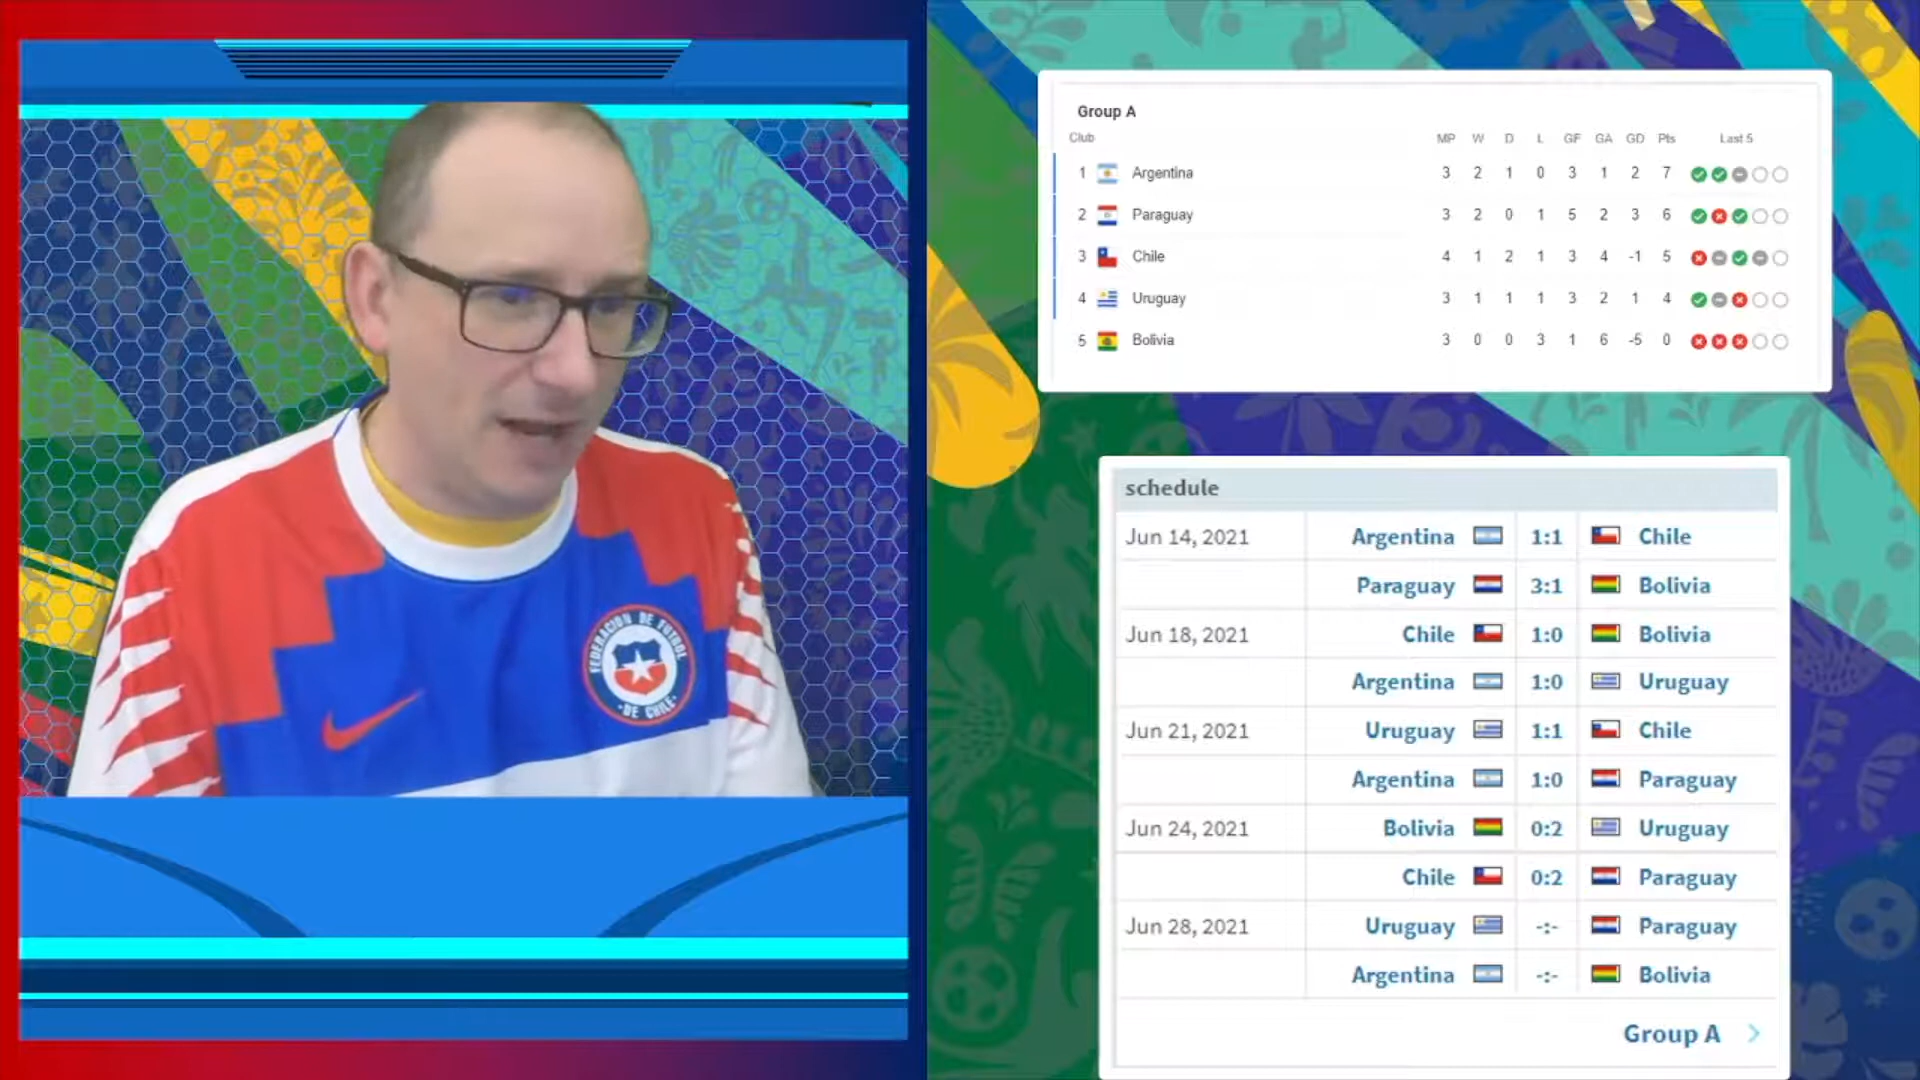 Group A
Club MP W D L GF GA GD Pts Last 5
1 Argentina 3 2 1 0 3 1 2 7
2 Paraguay 3 2 0 1 5 2 3 6
3 Chile 4 1 2 1 3 4 -1 5
4 Uruguay 3 1 1 1 3 2 1 4
5 Bolivia 3 0 0 3 1 6 -5 0
FEDERACION DE FUTBOL
·DE CHILE·
schedule
Jun 14, 2021 Argentina 1:1 Chile
Paraguay 3:1 Bolivia
Jun 18, 2021 Chile 1:0 Bolivia
Argentina 1:0 Uruguay
Jun 21, 2021 Uruguay 1:1 Chile
Argentina 1:0 Paraguay
Jun 24, 2021 Bolivia 0:2 Uruguay
Chile 0:2 Paraguay
Jun 28, 2021 Uruguay -:- Paraguay
Argentina -:- Bolivia
Group A >